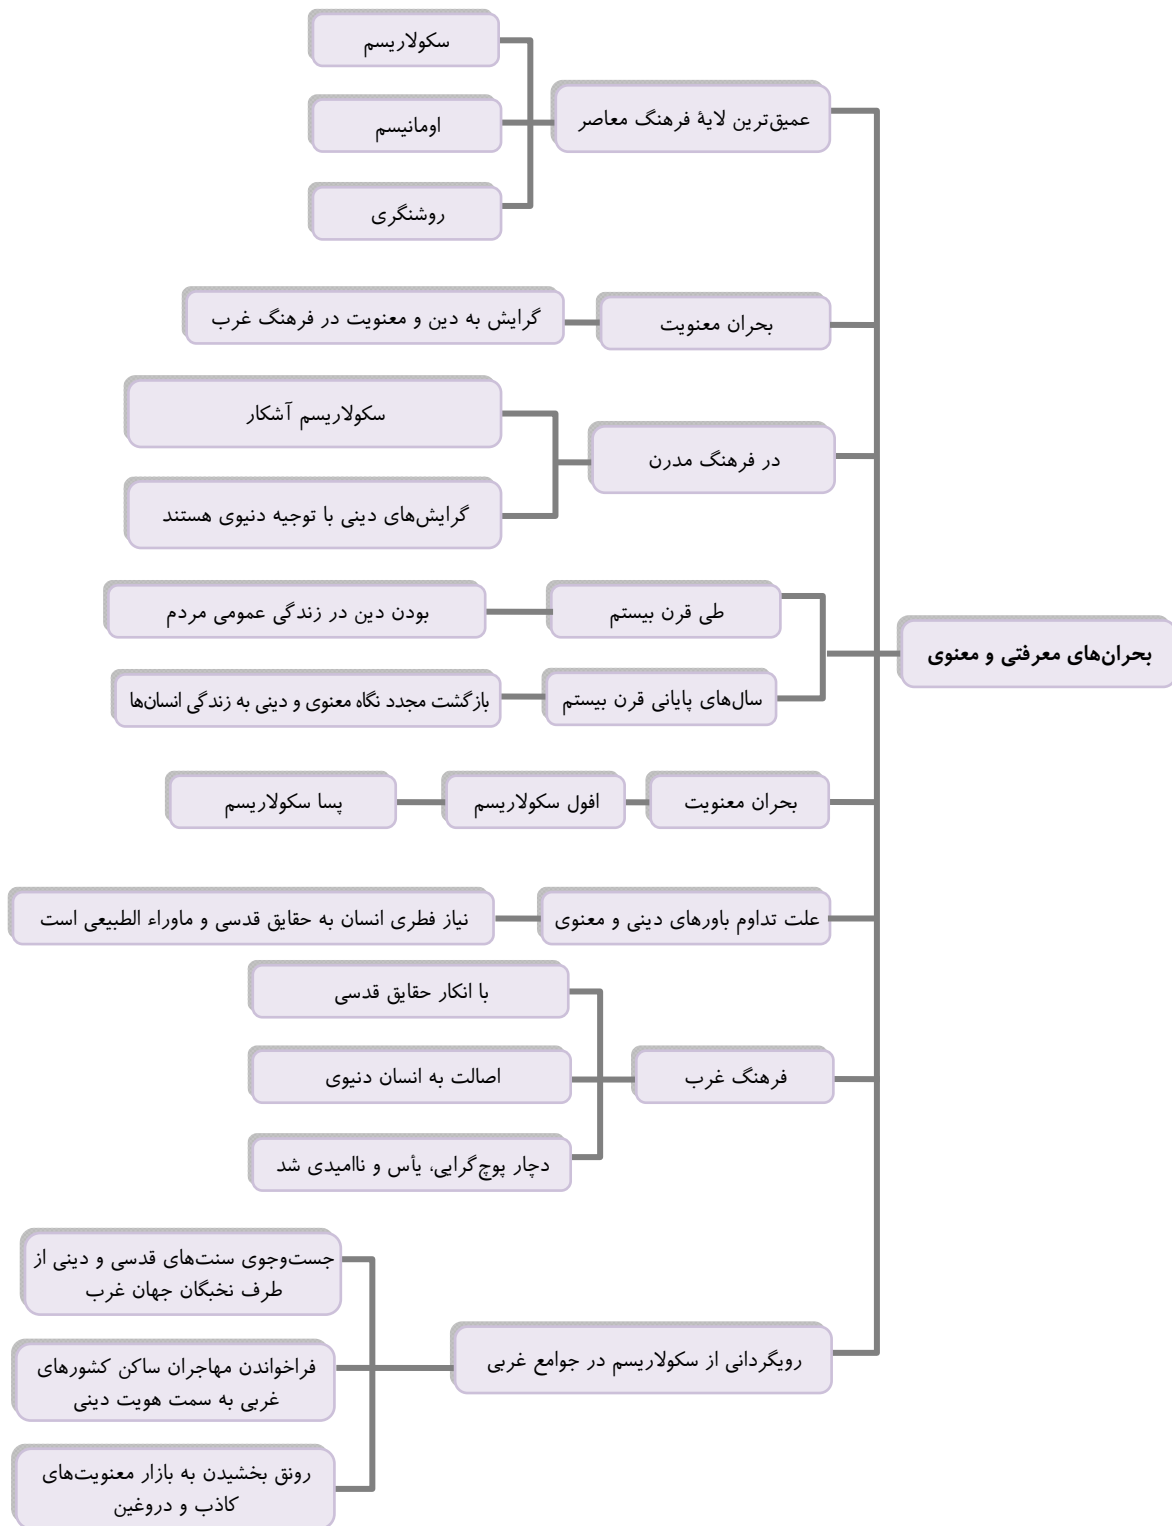 بحران‌های معرفتی و معنوی
عمیق‌ترین لایهٔ فرهنگ معاصر
سکولاریسم
اومانیسم
روشنگری
بحران معنویت
گرایش به دین و معنویت در فرهنگ غرب
در فرهنگ مدرن
سکولاریسم آشکار
گرایش‌های دینی با توجیه دنیوی هستند
طی قرن بیستم
بودن دین در زندگی عمومی مردم
سال‌های پایانی قرن بیستم
بازگشت مجدد نگاه معنوی و دینی به زندگی انسان‌ها
بحران معنویت
افول سکولاریسم
پسا سکولاریسم
علت تداوم باورهای دینی و معنوی
نیاز فطری انسان به حقایق قدسی و ماوراء الطبیعی است
فرهنگ غرب
با انکار حقایق قدسی
اصالت به انسان دنیوی
دچار پوچ‌گرایی، یأس و ناامیدی شد
رویگردانی از سکولاریسم در جوامع غربی
جست‌وجوی سنت‌های قدسی و دینی از
طرف نخبگان جهان غرب
فراخواندن مهاجران ساکن کشورهای
غربی به سمت هویت دینی
رونق بخشیدن به بازار معنویت‌های
کاذب و دروغین